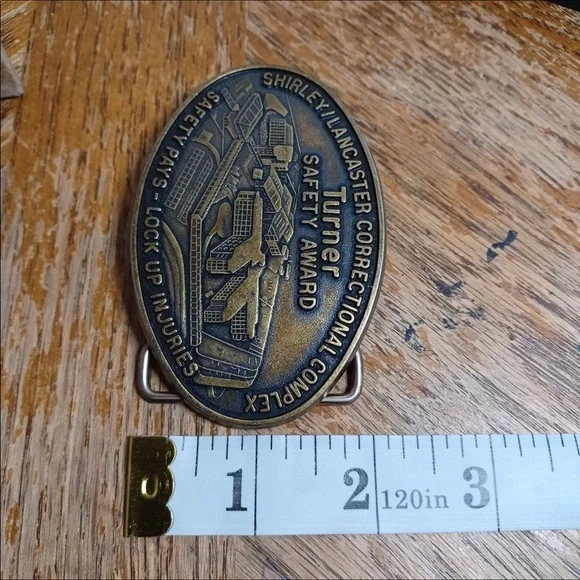 SHIRLEY/LANCASTER CORRECTIONAL COMPLEX
Turner
SAFETY AWARD
SAFETY PAYS - LOCK UP INJURIES
1 2 120in 3